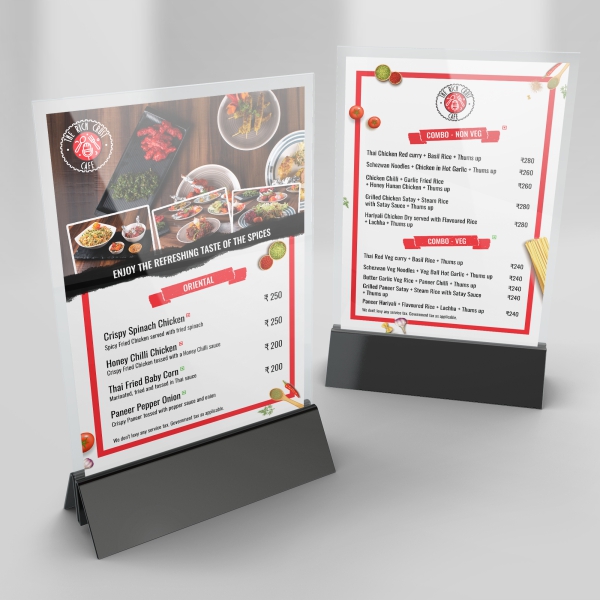 THE RICH CRUST
CAFE
ENJOY THE REFRESHING TASTE OF THE SPICES
ORIENTAL
Crispy Spinach Chicken ₹ 250
Spice Fried Chicken served with fried spinach
Honey Chilli Chicken ₹ 250
Crispy Fried Chicken tossed with a Honey Chilli sauce
Thai Fried Baby Corn ₹ 200
Marinated, fried and tossed in Thai sauce
Paneer Pepper Onion ₹ 200
Crispy Paneer tossed with pepper sauce and onion
We don't levy any service tax. Government tax as applicable.
THE RICH CRUST
CAFE
COMBO - NON VEG
Thai Chicken Red curry + Basil Rice + Thums up ₹280
Schezwan Noodles + Chicken in Hot Garlic + Thums up ₹260
Chicken Chilli + Garlic Fried Rice ₹260
+ Honey Hunan Chicken + Thums up
Grilled Chicken Satay + Steam Rice ₹280
with Satay Sauce + Thums up
Hariyali Chicken Dry served with Flavoured Rice ₹280
+ Lachha + Thums up
COMBO - VEG
Thai Red Veg curry + Basil Rice + Thums up ₹240
Schezwan Veg Noodles + Veg Ball Hot Garlic + Thums up ₹240
Butter Garlic Veg Rice + Paneer Chilli + Thums up ₹240
Grilled Paneer Satay + Steam Rice with Satay Sauce ₹240
+ Thums up
Paneer Hariyali + Flavoured Rice + Lachha + Thums up ₹240
We don't levy any service tax. Government tax as applicable.